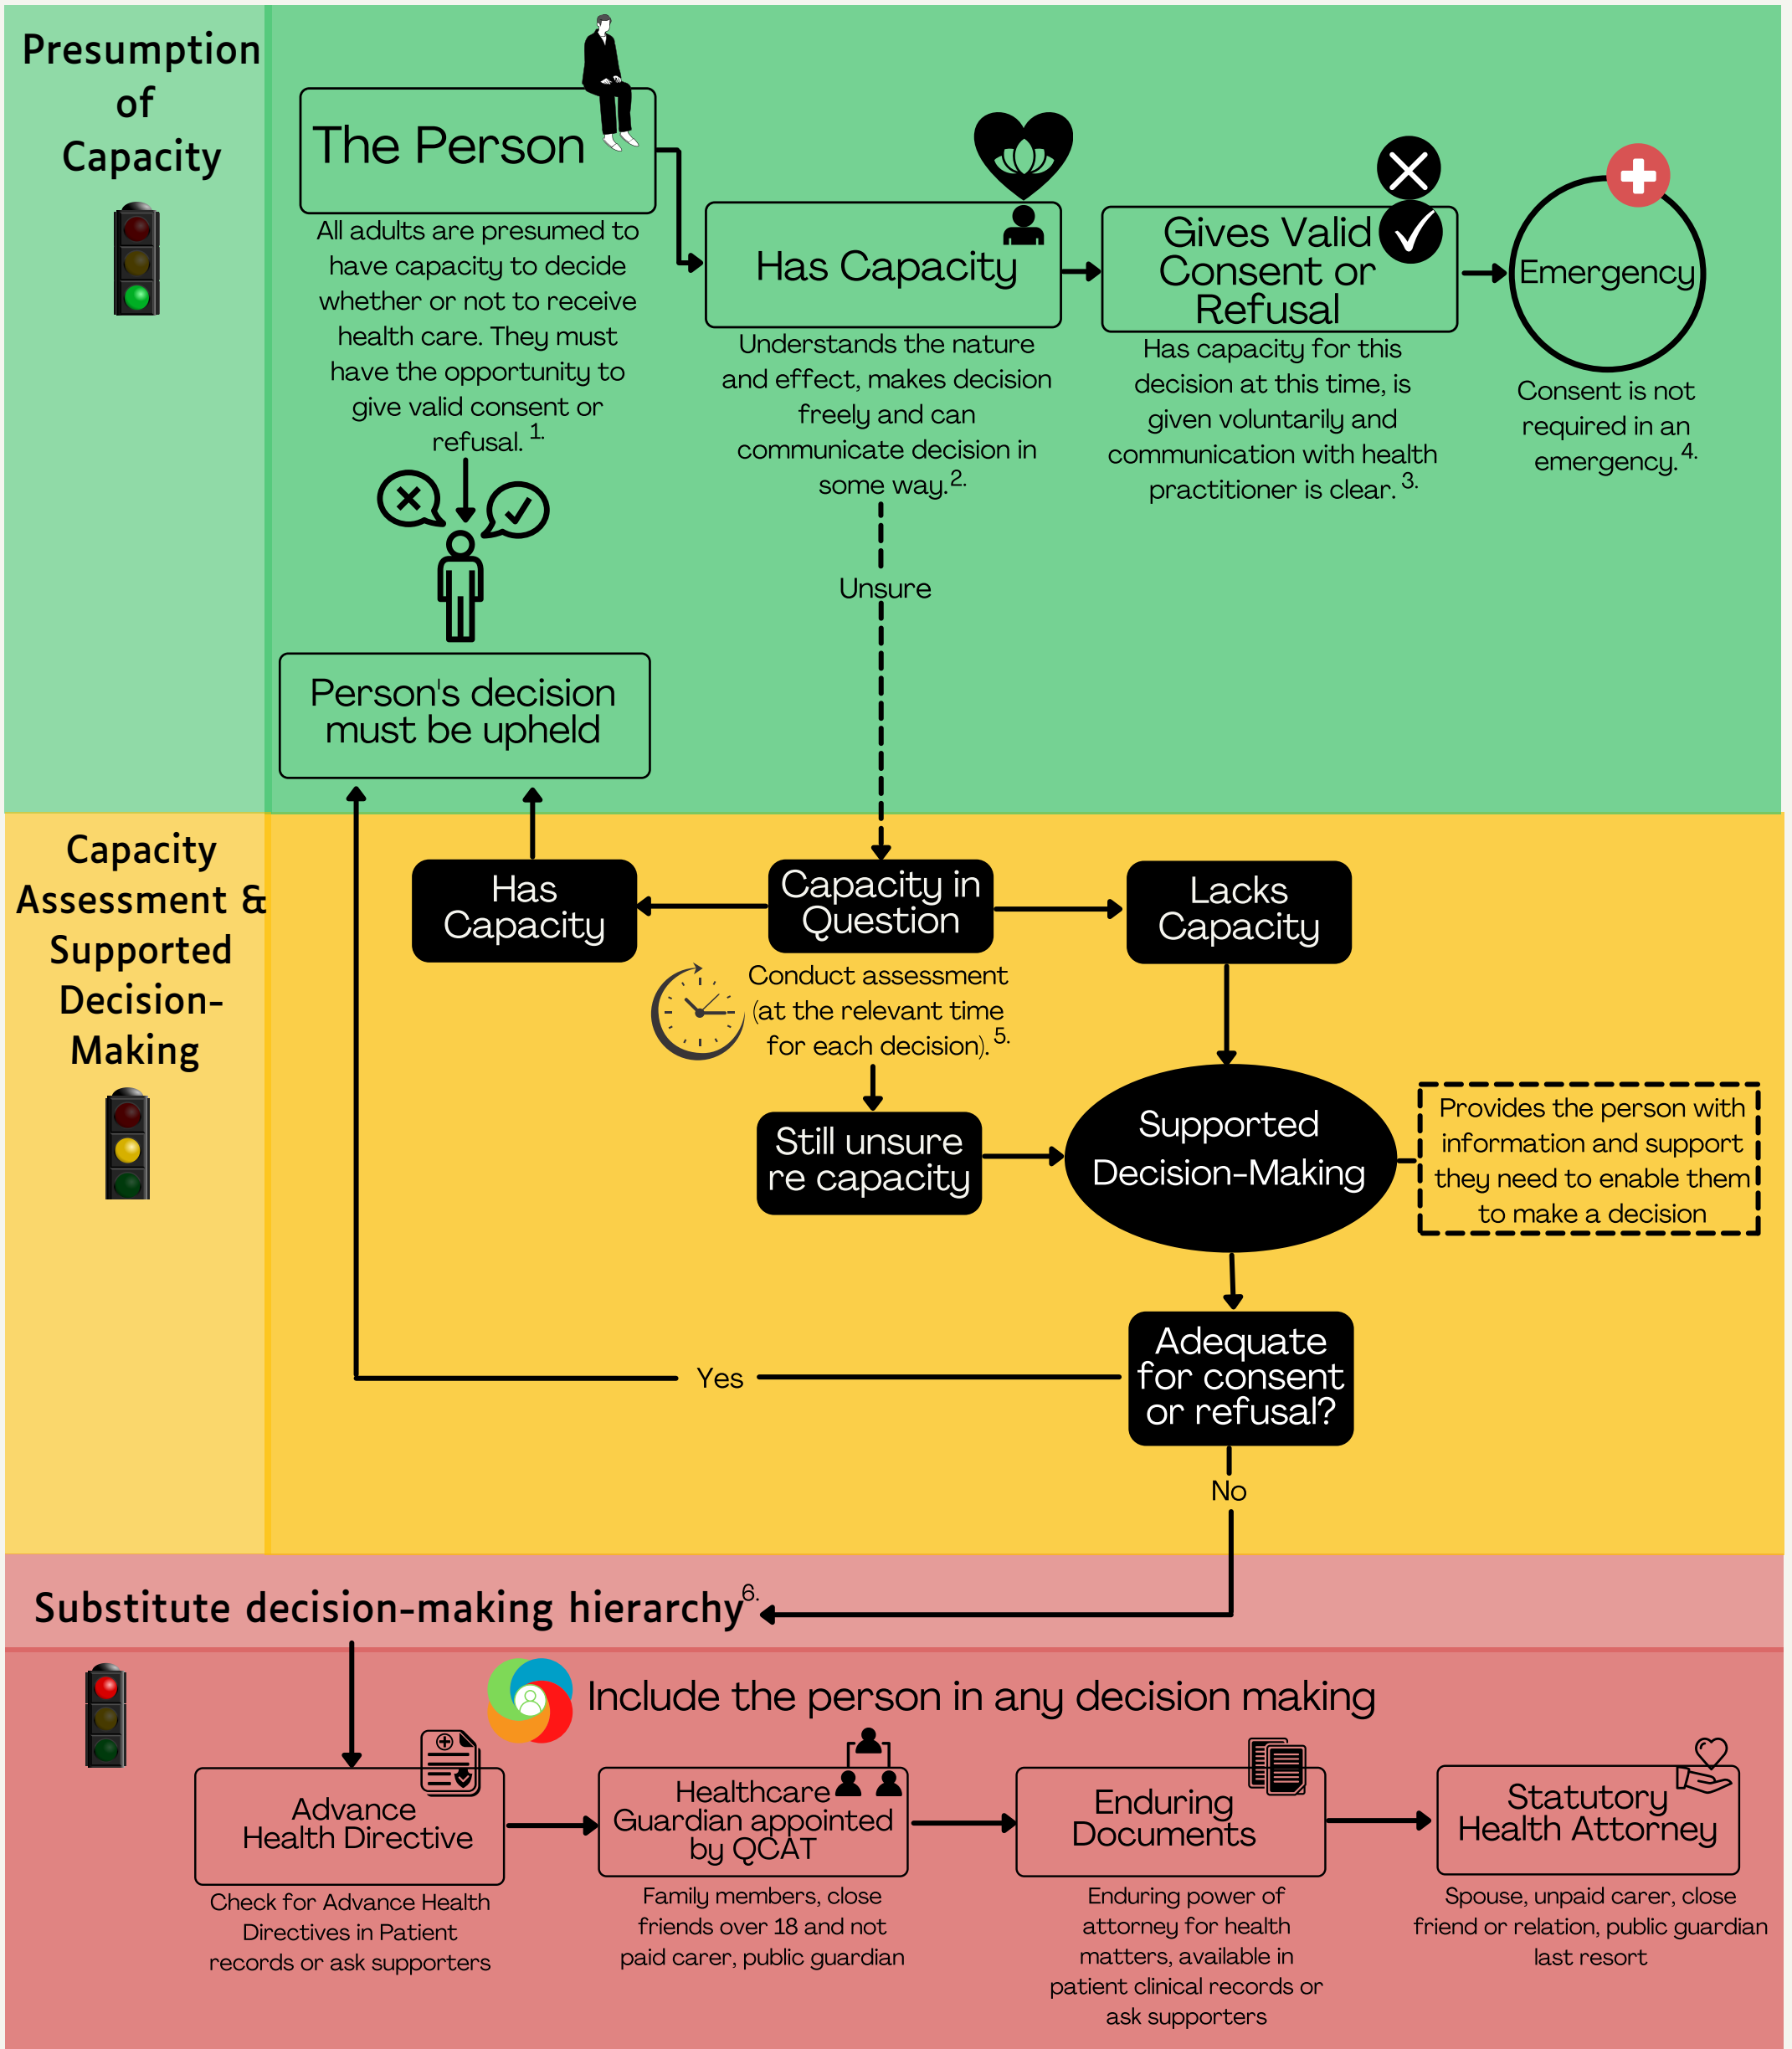 Presumption
of
Capacity
The Person
All adults are presumed to
have capacity to decide
whether or not to receive
health care. They must
have the opportunity to
give valid consent or
refusal. 1.
Has Capacity
Understands the nature
and effect, makes decision
freely and can
communicate decision in
some way. 2.
Gives Valid
Consent or
Refusal
Has capacity for this
decision at this time, is
given voluntarily and
communication with health
practitioner is clear. 3.
Emergency
Consent is not
required in an
emergency. 4.
Unsure
Person's decision
must be upheld
Capacity
Assessment &
Supported
Decision-
Making
Has
Capacity
Capacity in
Question
Lacks
Capacity
Conduct assessment
(at the relevant time
for each decision). 5.
Still unsure
re capacity
Supported
Decision-Making
Provides the person with
information and support
they need to enable them
to make a decision
Adequate
for consent
or refusal?
Yes
No
Substitute decision-making hierarchy 6.
Include the person in any decision making
Advance
Health Directive
Check for Advance Health
Directives in Patient
records or ask supporters
Healthcare
Guardian appointed
by QCAT
Family members, close
friends over 18 and not
paid carer, public guardian
Enduring
Documents
Enduring power of
attorney for health
matters, available in
patient clinical records or
ask supporters
Statutory
Health Attorney
Spouse, unpaid carer, close
friend or relation, public guardian
last resort